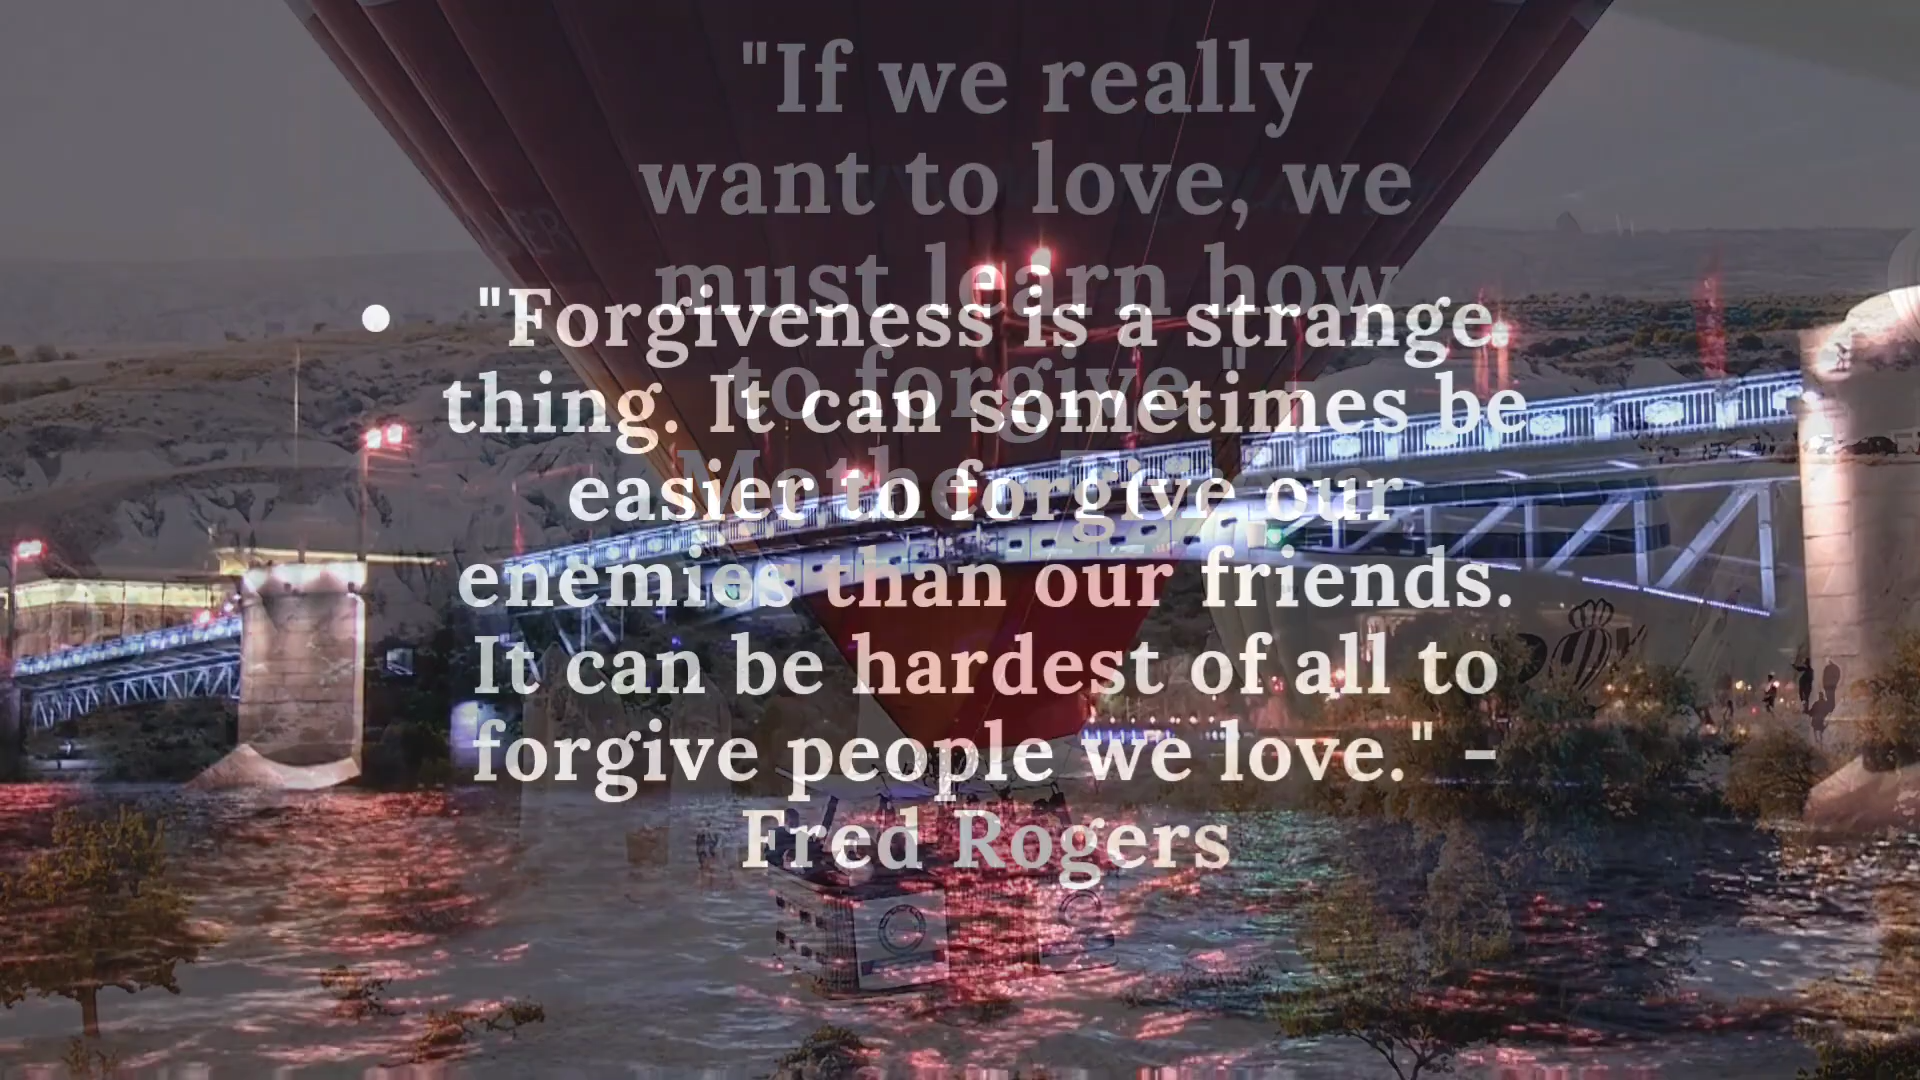 "If we really
want to love, we
must learn how
to forgive."
• "Forgiveness is a strange
thing. It can sometimes be
easier to forgive our
enemies than our friends.
It can be hardest of all to
forgive people we love." –
Fred Rogers